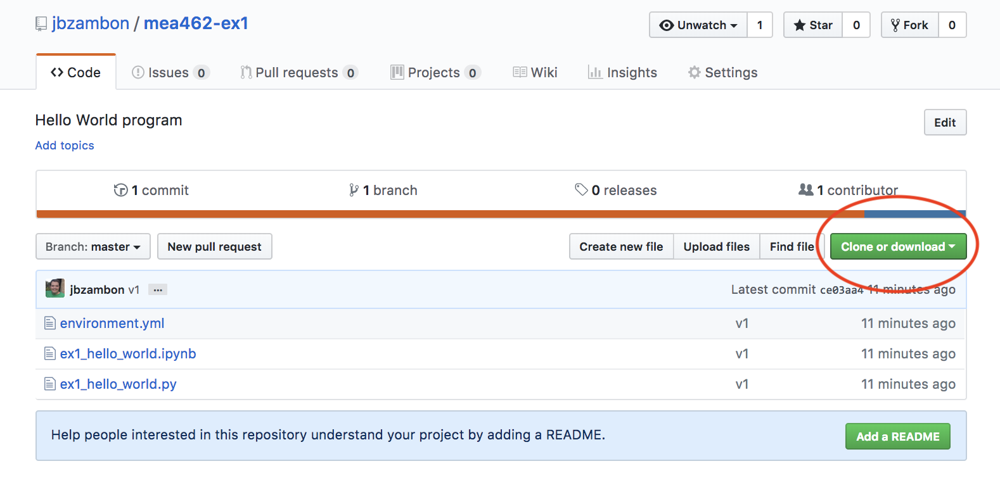 jbzambon / mea462-ex1 Unwatch 1 Star 0 Fork 0
Code Issues 0 Pull requests 0 Projects 0 Wiki Insights Settings
Hello World program Edit
Add topics
1 commit 1 branch 0 releases 1 contributor
Branch: master New pull request Create new file Upload files Find file Clone or download
jbzambon v1 ... Latest commit ce03aa4 11 minutes ago
environment.yml v1 11 minutes ago
ex1_hello_world.ipynb v1 11 minutes ago
ex1_hello_world.py v1 11 minutes ago
Help people interested in this repository understand your project by adding a README. Add a README